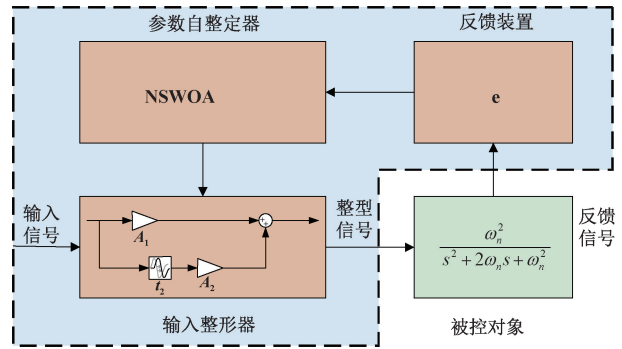 参数自整定器
反馈装置
NSWOA
e
输入
信号
A₁
t₂
A₂
+
+
整型
信号
ωₙ²
s² + 2ωₙs + ωₙ²
反馈
信号
输入整形器
被控对象